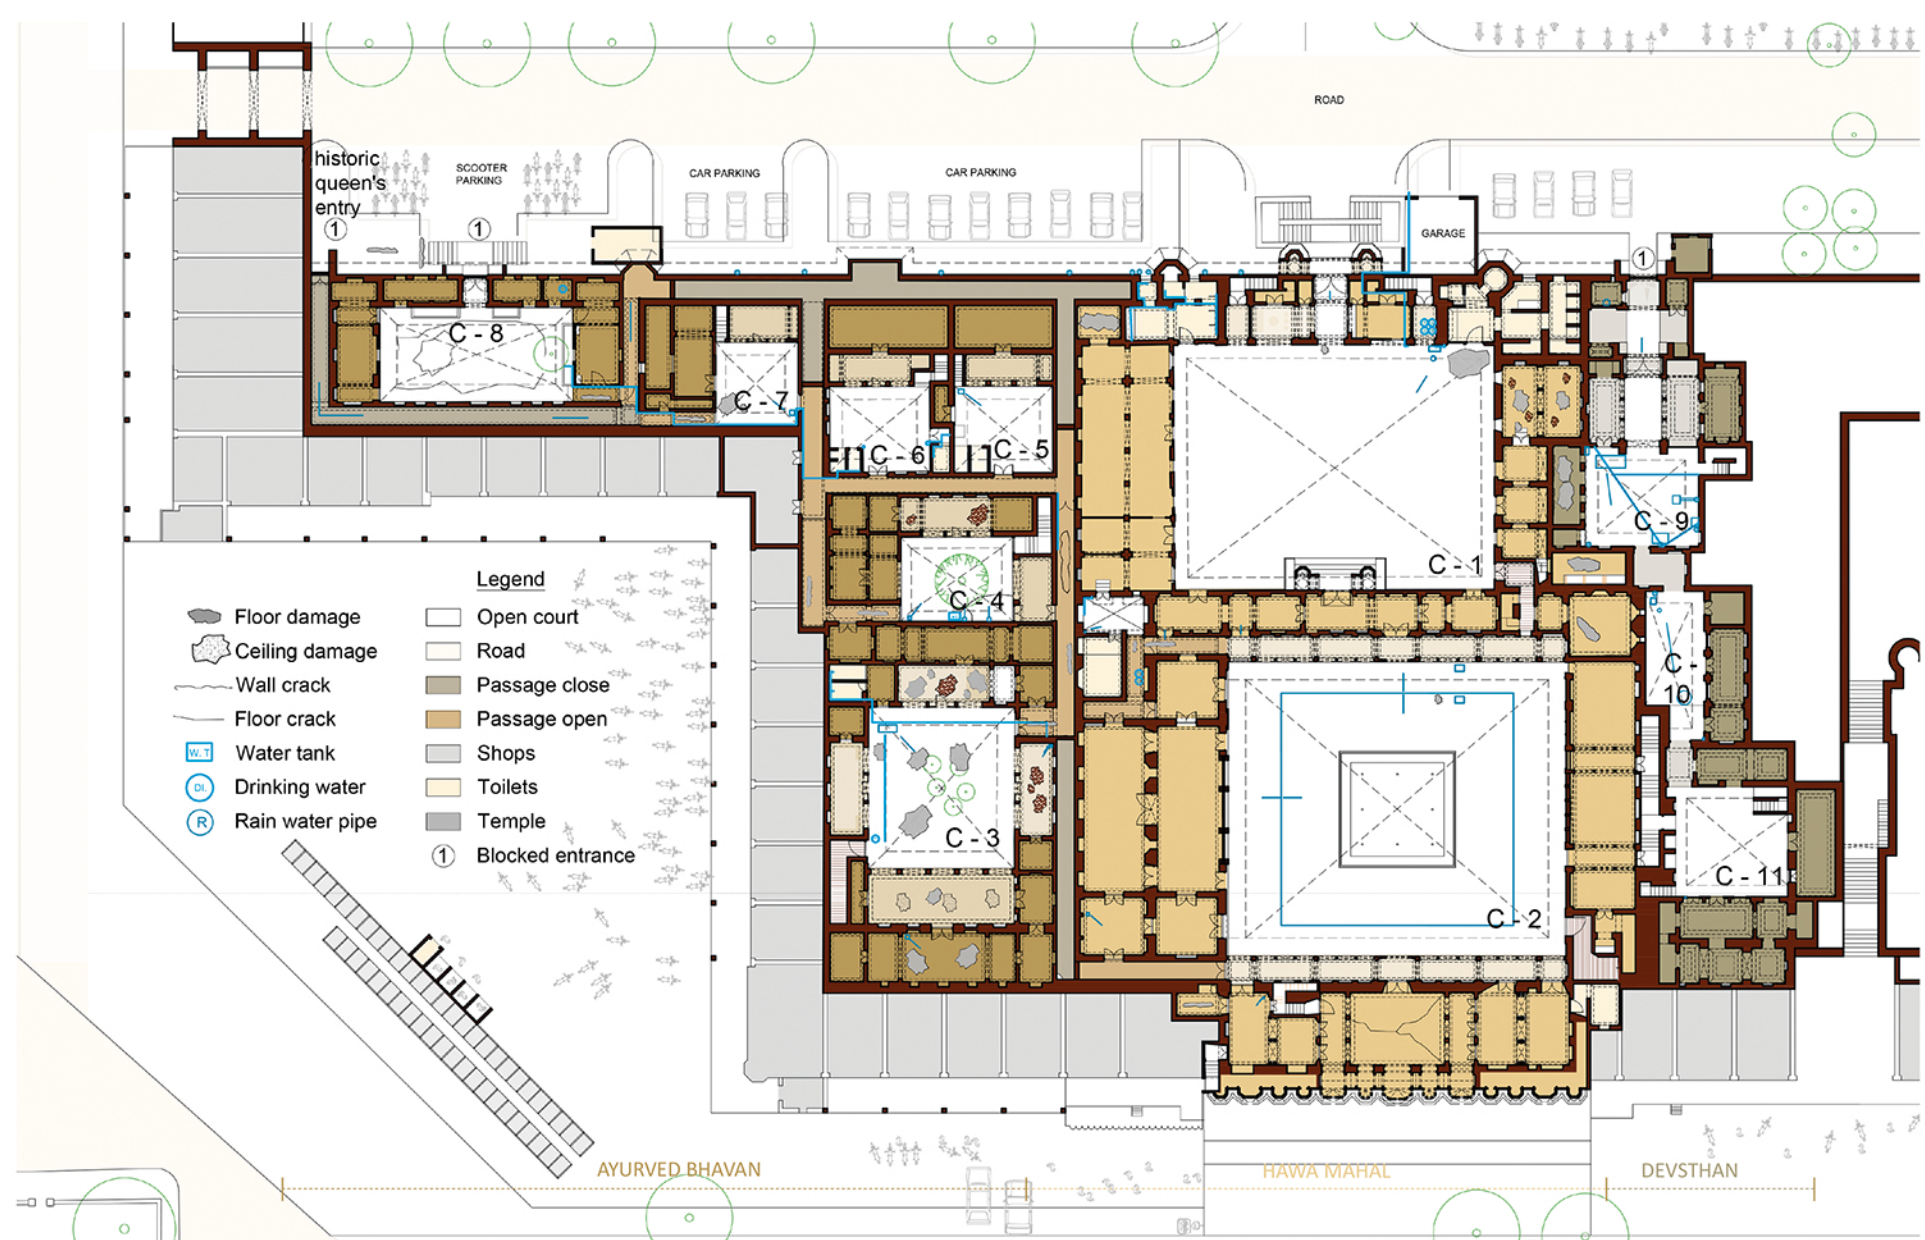 ROAD
historic
queen's
entry
1
SCOOTER
PARKING
1
CAR PARKING
CAR PARKING
GARAGE
1
C - 8
C - 7
C - 6
C - 5
C - 9
C - 1
C - 4
C -
10
C - 3
C - 11
C - 2
Legend
Floor damage
Ceiling damage
Wall crack
Floor crack
W.T Water tank
DI. Drinking water
R Rain water pipe
Open court
Road
Passage close
Passage open
Shops
Toilets
Temple
1 Blocked entrance
AYURVED BHAVAN
HAWA MAHAL
DEVSTHAN